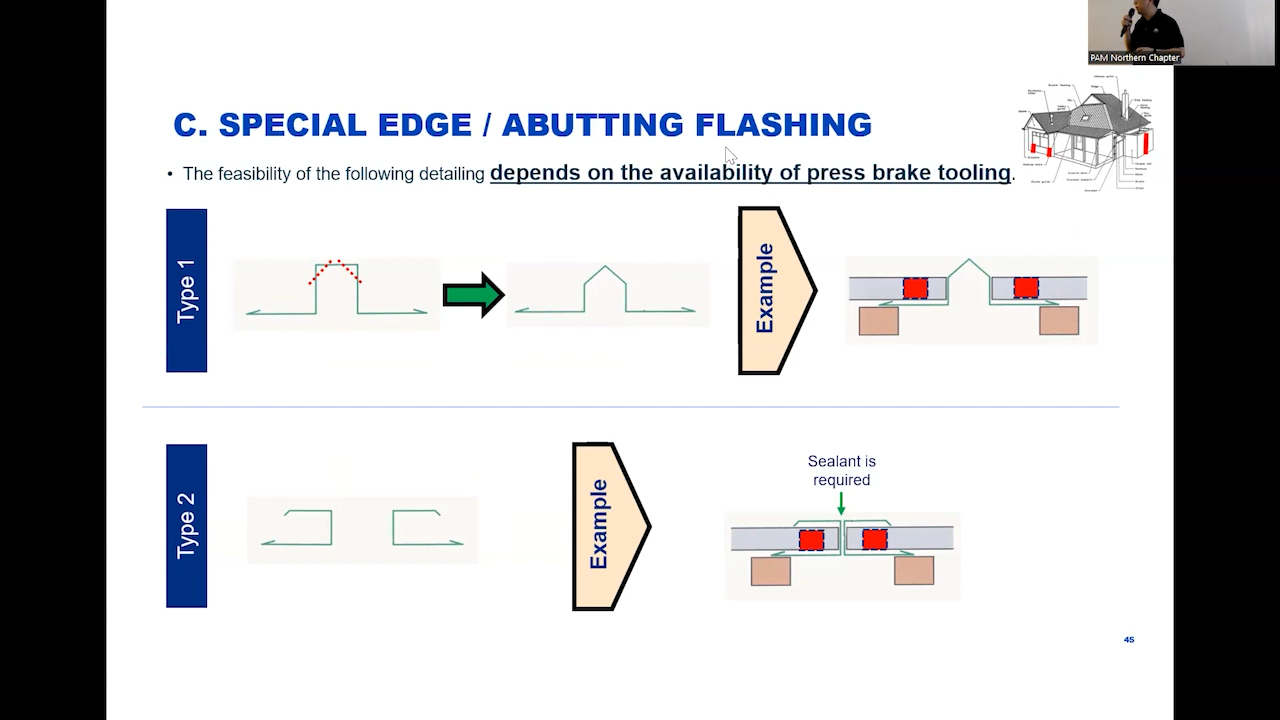 PAM Northern Chapter
C. SPECIAL EDGE / ABUTTING FLASHING
• The feasibility of the following detailing depends on the availability of press brake tooling.
Type 1
Example
Type 2
Example
Sealant is
required
45